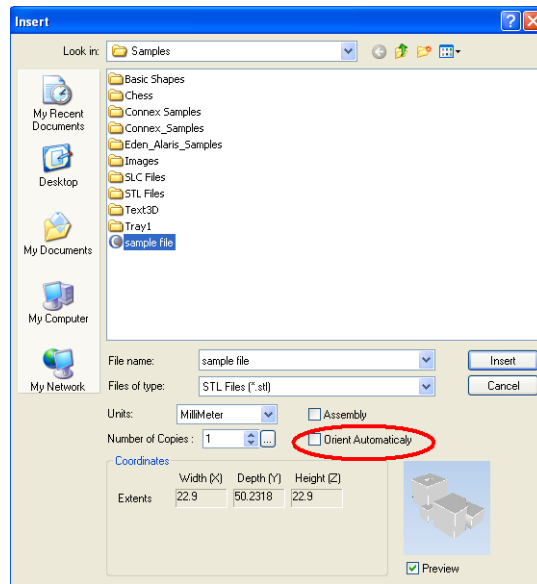 Insert
Look in:
Samples
My Recent
Documents
Desktop
My Documents
My Computer
My Network
Basic Shapes
Chess
Connex Samples
Connex_Samples
Eden_Alaris_Samples
Images
SLC Files
STL Files
Text3D
Tray1
sample file
File name:
sample file
Insert
Files of type:
STL Files (*.stl)
Cancel
Units:
MilliMeter
Assembly
Number of Copies :
1
...
Orient Automaticaly
Coordinates
Width (X) Depth (Y) Height (Z)
Extents 22.9 50.2318 22.9
Preview